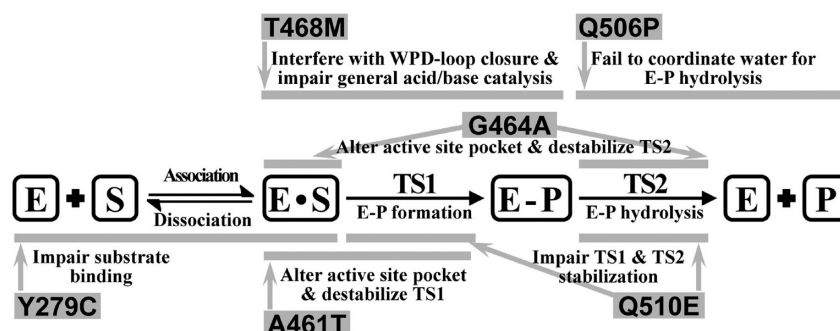 T468M
Q506P
Interfere with WPD-loop closure &
impair general acid/base catalysis
Fail to coordinate water for
E-P hydrolysis
G464A
Alter active site pocket & destabilize TS2
E + S
Association
Dissociation
E • S
TS1
E-P formation
E - P
TS2
E-P hydrolysis
E + P
Impair substrate
binding
Alter active site pocket
& destabilize TS1
Impair TS1 & TS2
stabilization
Y279C
A461T
Q510E